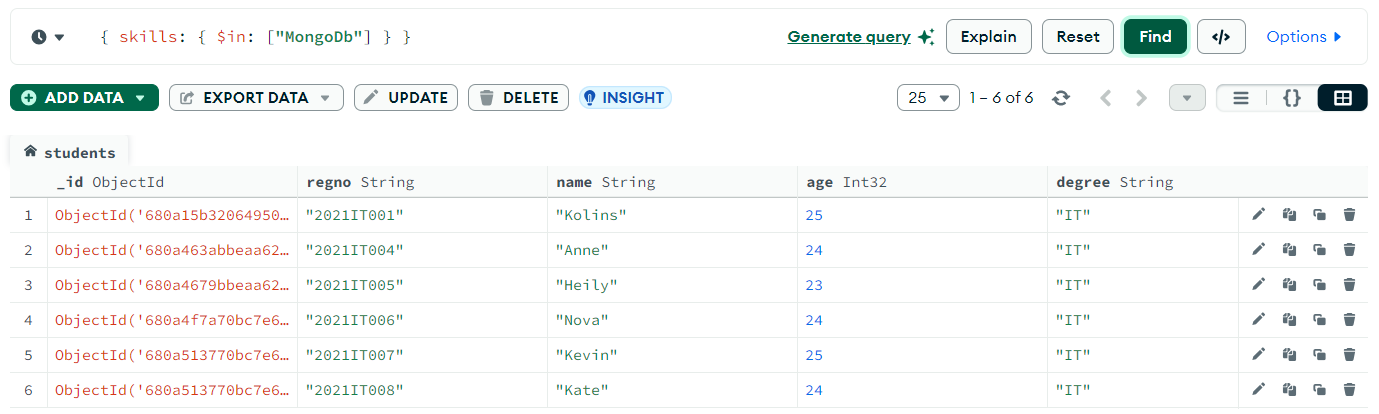 { skills: { $in: ["MongoDb"] } } Generate query Explain Reset Find </> Options
ADD DATA EXPORT DATA UPDATE DELETE INSIGHT 25 1 – 6 of 6 {}
students
_id ObjectId regno String name String age Int32 degree String
1 ObjectId('680a15b32064950… "2021IT001" "Kolins" 25 "IT"
2 ObjectId('680a463abbeaa62… "2021IT004" "Anne" 24 "IT"
3 ObjectId('680a4679bbeaa62… "2021IT005" "Heily" 23 "IT"
4 ObjectId('680a4f7a70bc7e6… "2021IT006" "Nova" 24 "IT"
5 ObjectId('680a513770bc7e6… "2021IT007" "Kevin" 25 "IT"
6 ObjectId('680a513770bc7e6… "2021IT008" "Kate" 24 "IT"